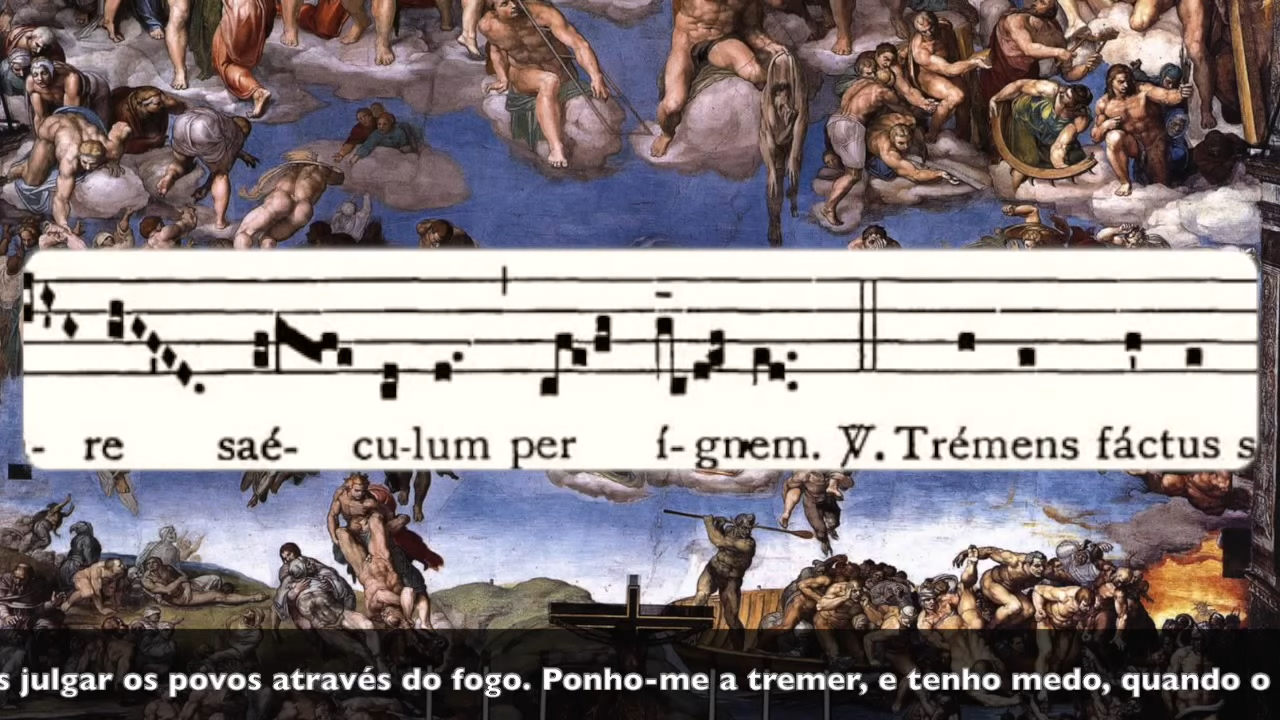 - re saé- cu-lum per í- gnem. ℣. Trémens fáctus s
s julgar os povos através do fogo. Ponho-me a tremer, e tenho medo, quando o